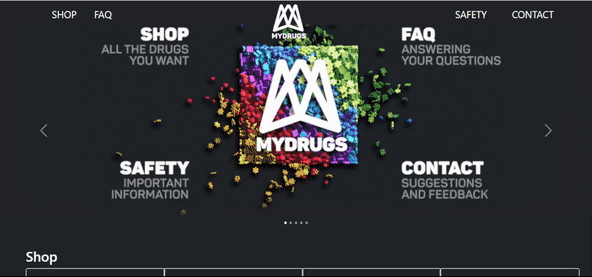 SHOP
FAQ
MYDRUGS
SAFETY
CONTACT
SHOP
ALL THE DRUGS
YOU WANT
FAQ
ANSWERING
YOUR QUESTIONS
MYDRUGS
SAFETY
IMPORTANT
INFORMATION
CONTACT
SUGGESTIONS
AND FEEDBACK
Shop